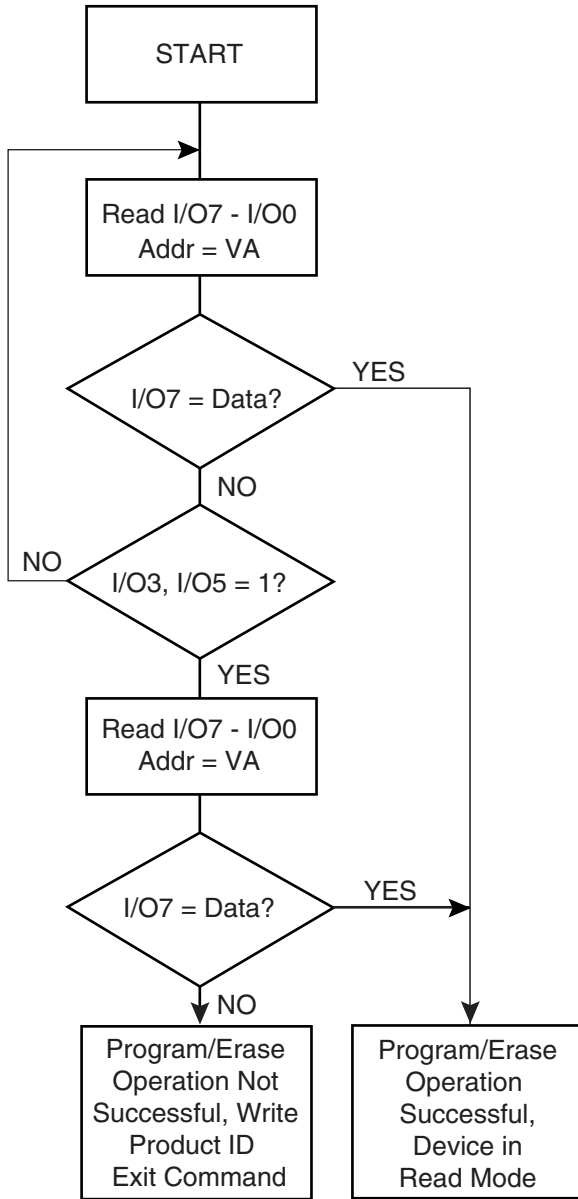 START
Read I/O7 - I/O0
Addr = VA
I/O7 = Data?
YES
NO
NO
I/O3, I/O5 = 1?
YES
Read I/O7 - I/O0
Addr = VA
I/O7 = Data?
YES
NO
Program/Erase
Operation Not
Successful, Write
Product ID
Exit Command
Program/Erase
Operation
Successful,
Device in
Read Mode